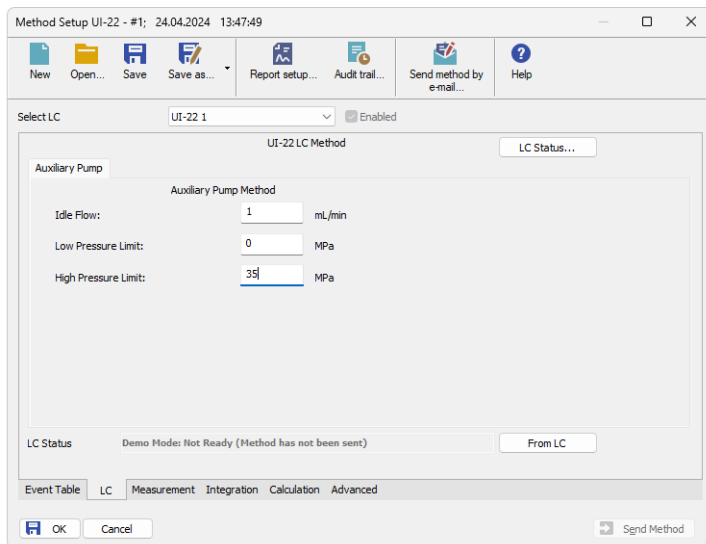 Method Setup UI-22 - #1; 24.04.2024 13:47:49
New Open... Save Save as... Report setup... Audit trail... Send method by e-mail... Help
Select LC UI-22 1 Enabled
UI-22 LC Method LC Status...
Auxiliary Pump
Auxiliary Pump Method
Idle Flow: 1 mL/min
Low Pressure Limit: 0 MPa
High Pressure Limit: 35 MPa
LC Status Demo Mode: Not Ready (Method has not been sent) From LC
Event Table LC Measurement Integration Calculation Advanced
OK Cancel Send Method